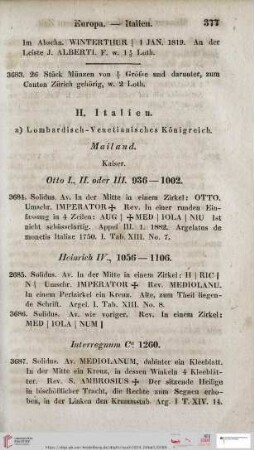 Europa. — Italien. 377
Im Abschn. WINTERTHUR | 1 JAN. 1819. An der
Leiste J. ALBERTI. F. w. 1½ Loth.
3683. 26 Stück Münzen von Größe und darunter, zum
Canton Zürich gehörig, w. 2 Loth.
H. Italien.
a) Lombardisch-Venetianisches Königreich.
Mailand.
Kaiser.
Otto I., II. oder III. 936—1002.
3684. Solidus. Av. In der Mitte in einem Zirkel: OTTO.
Umschr. IMPERATOR ✠ Rev. In einer runden Ein-
fassung in 4 Zeilen: AUG | ✠MED | IOLA | NIU Ist
nicht schüsselförmig. Appel III. 1. 1882. Argelatus de
monetis Italiae 1750. I. Tab. XIII. No. 7.
Heinrich IV., 1056—1106.
3685. Solidus. Av. In der Mitte in einem Zirkel: H | RIC |
N | Umschr. IMPERATOR ✠ Rev. MEDIOLANU.
In einem Perlzirkel ein Kreuz. Alte, zum Theil liegen-
de Schrift. Argel. I. Tab. XIII. No. 8.
3686. Solidus. Av. wie voriger. Rev. In einem Zirkel:
MED | IOLA | NUM |
Interregnum Cª 1260.
3687. Solidus. Av. MEDIOLANUM, dahinter ein Kleeblatt.
In der Mitte ein Kreuz, in dessen Winkeln 4 Kleeblät-
ter. Rev. S. AMBROSIUS ✠ Der sitzende Heilige
in bischöflicher Tracht, die Rechte zum Segnen erho-
ben, in der Linken den Krummstab. Arg. I T. XIV. 14.